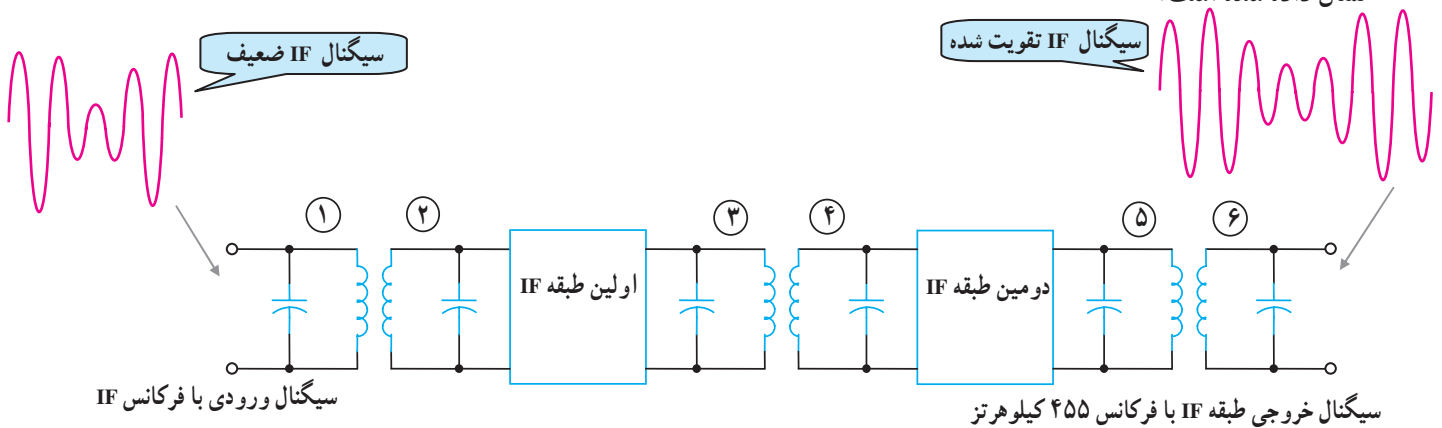 سیگنال IF ضعیف
سیگنال IF تقویت شده
۱
۲
۳
۴
۵
۶
اولین طبقه IF
دومین طبقه IF
سیگنال ورودی با فرکانس IF
سیگنال خروجی طبقه IF با فرکانس ۴۵۵ کیلوهرتز